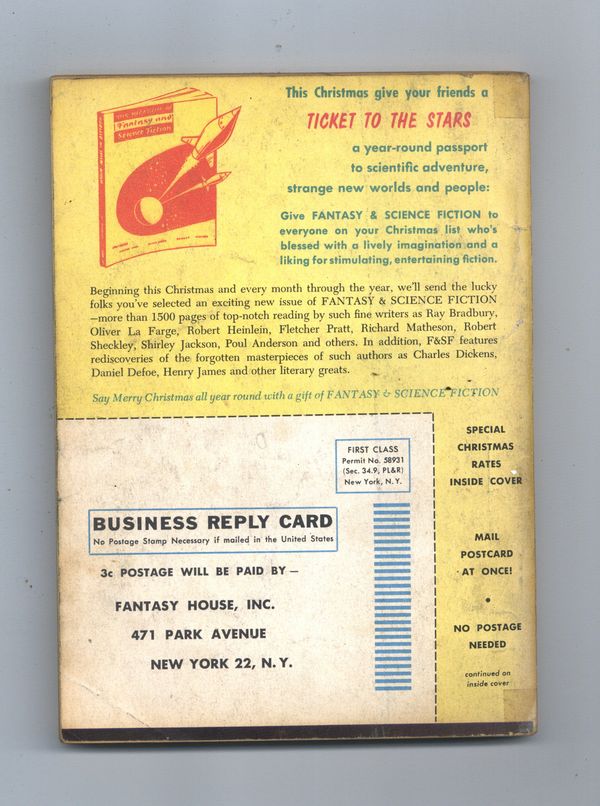 THE MAGAZINE OF
Fantasy and
Science Fiction
This Christmas give your friends a
TICKET TO THE STARS
a year-round passport
to scientific adventure,
strange new worlds and people:
Give FANTASY & SCIENCE FICTION to
everyone on your Christmas list who's
blessed with a lively imagination and a
liking for stimulating, entertaining fiction.
Beginning this Christmas and every month through the year, we'll send the lucky
folks you've selected an exciting new issue of FANTASY & SCIENCE FICTION
—more than 1500 pages of top-notch reading by such fine writers as Ray Bradbury,
Oliver La Farge, Robert Heinlein, Fletcher Pratt, Richard Matheson, Robert
Sheckley, Shirley Jackson, Poul Anderson and others. In addition, F&SF features
rediscoveries of the forgotten masterpieces of such authors as Charles Dickens,
Daniel Defoe, Henry James and other literary greats.
Say Merry Christmas all year round with a gift of FANTASY & SCIENCE FICTION
FIRST CLASS
Permit No. 58931
(Sec. 34.9, PL&R)
New York, N. Y.
BUSINESS REPLY CARD
No Postage Stamp Necessary if mailed in the United States
3c POSTAGE WILL BE PAID BY —
FANTASY HOUSE, INC.
471 PARK AVENUE
NEW YORK 22, N. Y.
SPECIAL
CHRISTMAS
RATES
INSIDE COVER
MAIL
POSTCARD
AT ONCE!
•
NO POSTAGE
NEEDED
continued on
inside cover